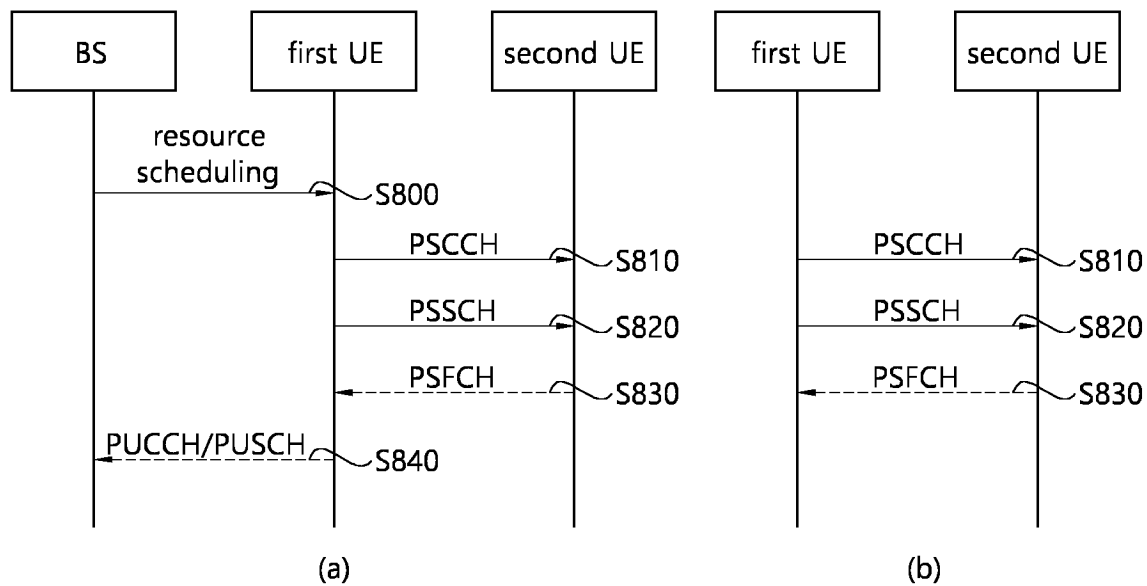 BS
first UE
second UE
first UE
second UE
resource
scheduling
S800
PSCCH
S810
PSCCH
S810
PSSCH
S820
PSSCH
S820
PSFCH
S830
PSFCH
S830
PUCCH/PUSCH
S840
(a)
(b)